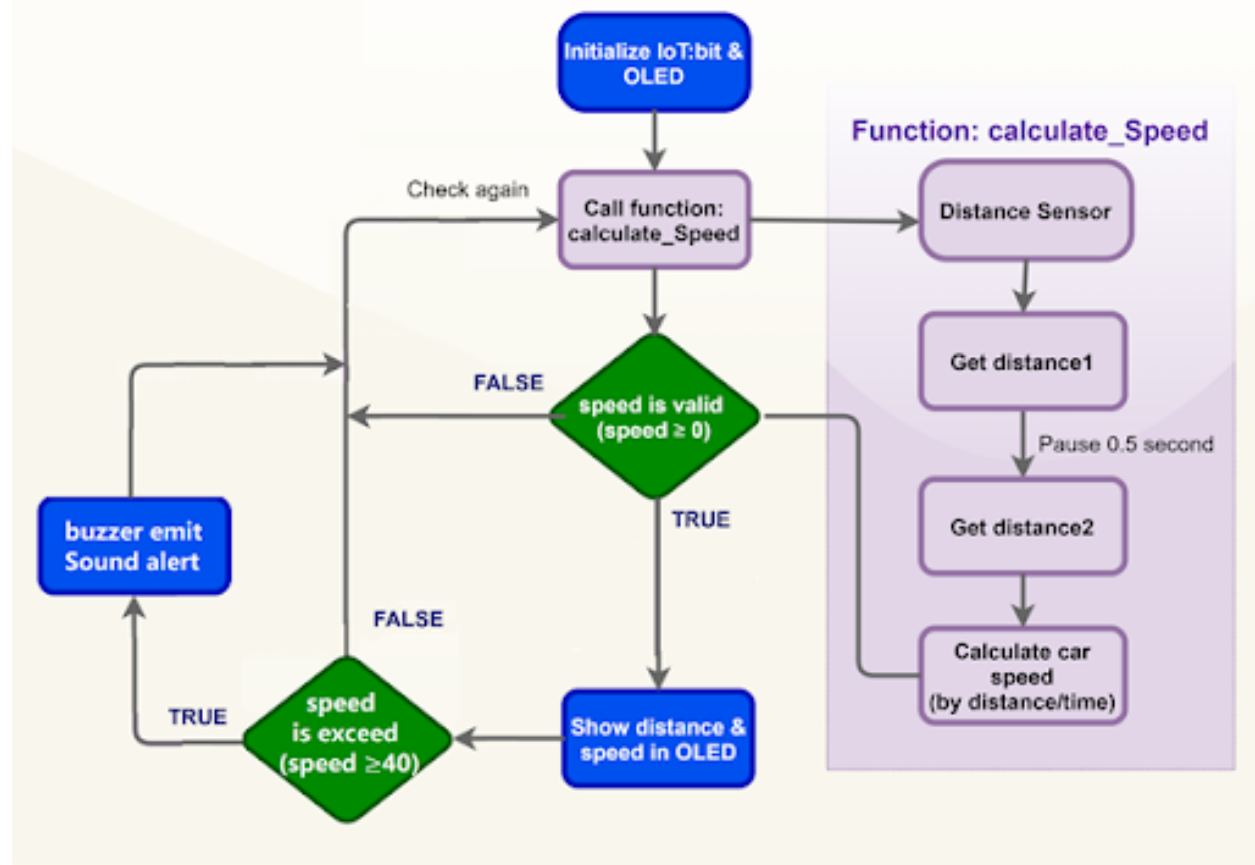 Initialize IoT:bit &
OLED
Function: calculate_Speed
Check again
Call function:
calculate_Speed
Distance Sensor
Get distance1
FALSE
speed is valid
(speed ≥ 0)
Pause 0.5 second
TRUE
Get distance2
buzzer emit
Sound alert
FALSE
Calculate car
speed
(by distance/time)
TRUE
speed
is exceed
(speed ≥40)
Show distance &
speed in OLED